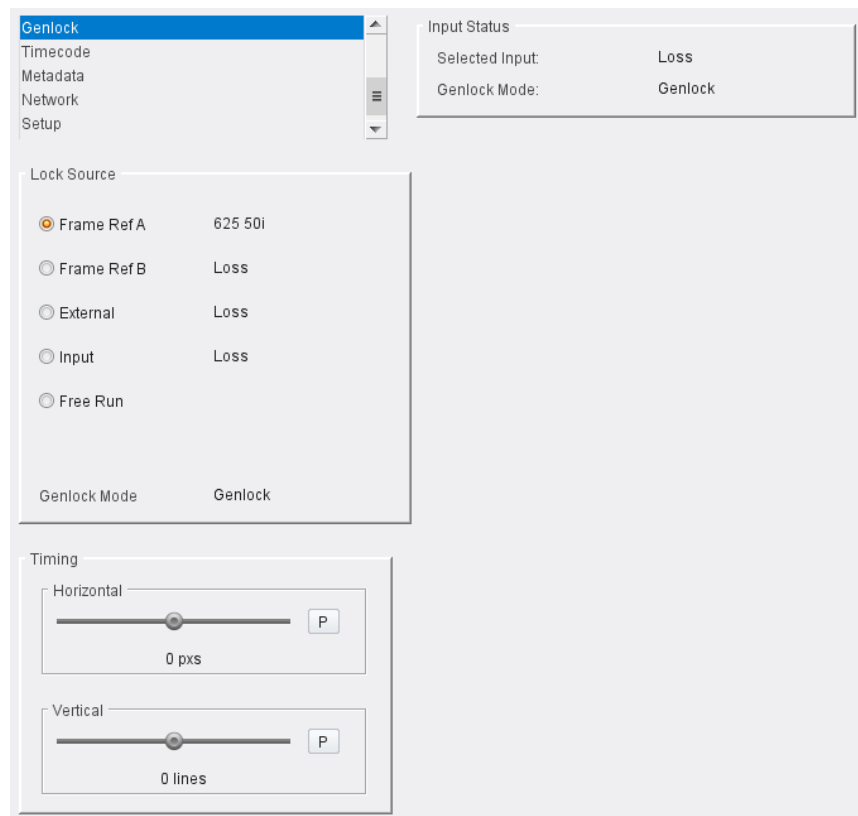 Genlock
Timecode
Metadata
Network
Setup
Input Status
Selected Input: Loss
Genlock Mode: Genlock
Lock Source
Frame Ref A 625 50i
Frame Ref B Loss
External Loss
Input Loss
Free Run
Genlock Mode Genlock
Timing
Horizontal
P
0 pxs
Vertical
P
0 lines